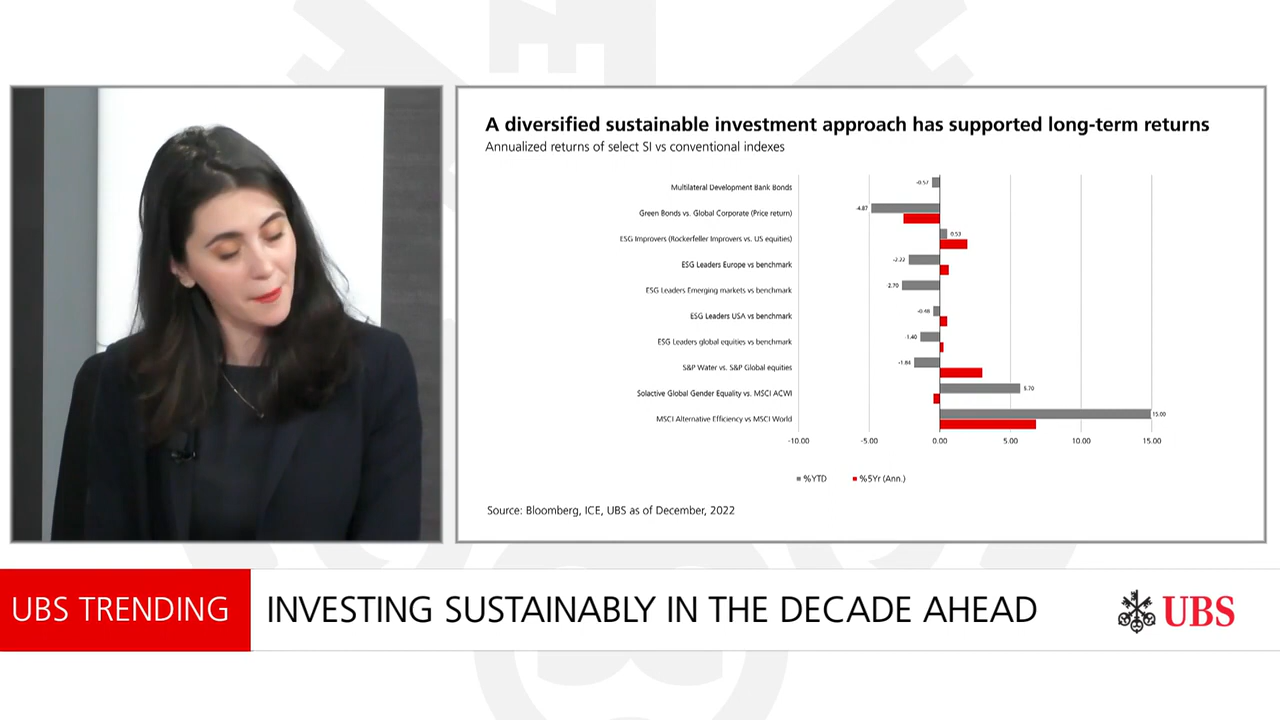 A diversified sustainable investment approach has supported long-term returns
Annualized returns of select SI vs conventional indexes
Multilateral Development Bank Bonds
-0.57
Green Bonds vs. Global Corporate (Price return)
-4.87
ESG Improvers (Rockerfeller Improvers vs. US equities)
0.53
ESG Leaders Europe vs benchmark
-2.22
ESG Leaders Emerging markets vs benchmark
-2.70
ESG Leaders USA vs benchmark
-0.48
ESG Leaders global equities vs benchmark
-1.40
S&P Water vs. S&P Global equities
-1.84
Solactive Global Gender Equality vs. MSCI ACWI
5.70
MSCI Alternative Efficiency vs MSCI World
15.00
-10.00 -5.00 0.00 5.00 10.00 15.00
%YTD %5Yr (Ann.)
Source: Bloomberg, ICE, UBS as of December, 2022
UBS TRENDING INVESTING SUSTAINABLY IN THE DECADE AHEAD UBS